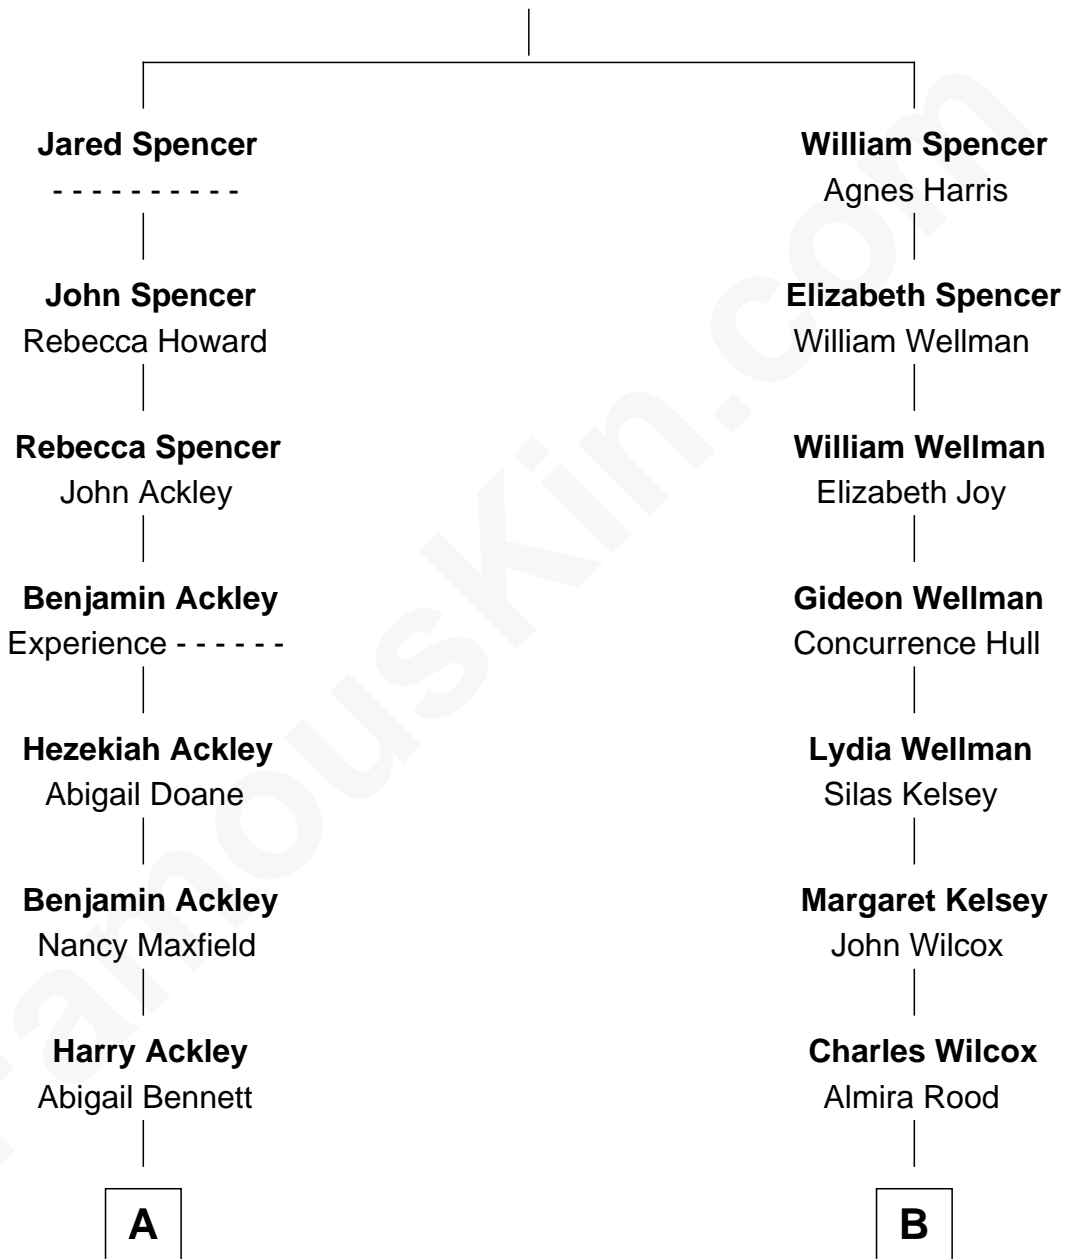 Jared Spencer
- - - - - - - - - -
John Spencer
Rebecca Howard
Rebecca Spencer
John Ackley
Benjamin Ackley
Experience - - - - - -
Hezekiah Ackley
Abigail Doane
Benjamin Ackley
Nancy Maxfield
Harry Ackley
Abigail Bennett
A
William Spencer
Agnes Harris
Elizabeth Spencer
William Wellman
William Wellman
Elizabeth Joy
Gideon Wellman
Concurrence Hull
Lydia Wellman
Silas Kelsey
Margaret Kelsey
John Wilcox
Charles Wilcox
Almira Rood
B
FamousKin.com